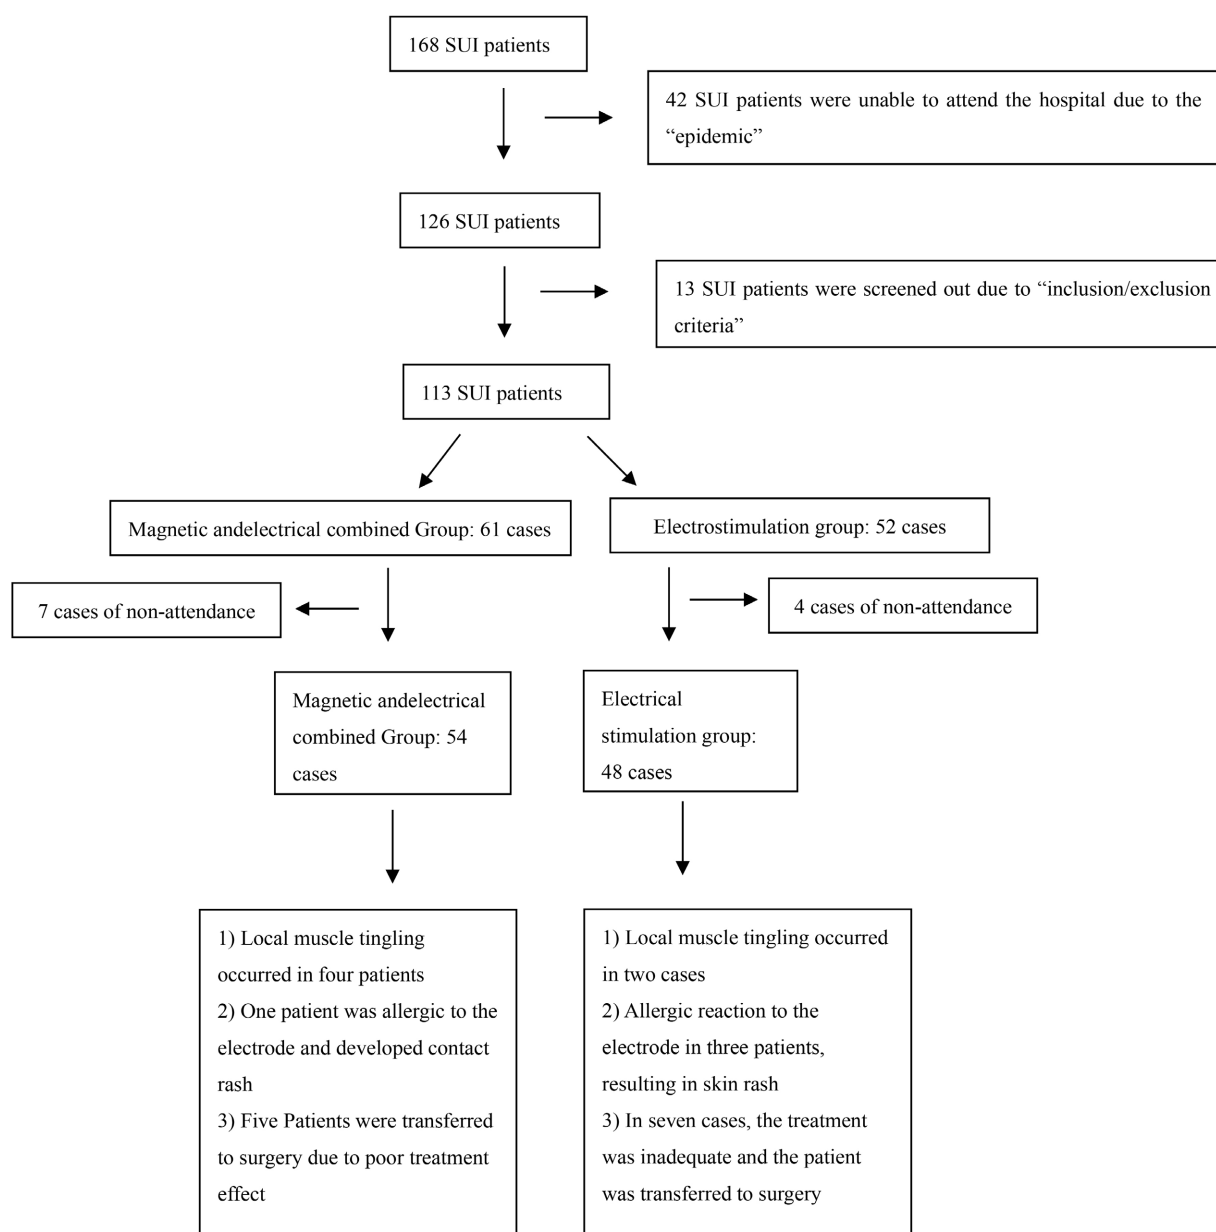 168 SUI patients
42 SUI patients were unable to attend the hospital due to the
“epidemic”
126 SUI patients
13 SUI patients were screened out due to “inclusion/exclusion
criteria”
113 SUI patients
Magnetic andelectrical combined Group: 61 cases
Electrostimulation group: 52 cases
7 cases of non-attendance
4 cases of non-attendance
Magnetic andelectrical
combined Group: 54
cases
Electrical
stimulation group:
48 cases
1) Local muscle tingling
occurred in four patients
2) One patient was allergic to the
electrode and developed contact
rash
3) Five Patients were transferred
to surgery due to poor treatment
effect
1) Local muscle tingling occurred
in two cases
2) Allergic reaction to the
electrode in three patients,
resulting in skin rash
3) In seven cases, the treatment
was inadequate and the patient
was transferred to surgery